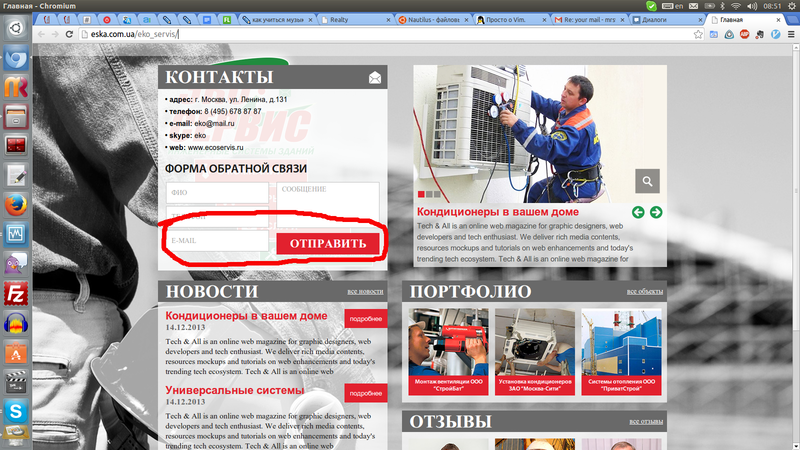 Главная - Chromium
en
08:51
как учиться музык
Realty
Nautilus - файловы
Просто о Vim.
Re: your mail - mrs
Диалоги
Главная
eska.com.ua/eko_servis/
КОНТАКТЫ
• адрес: г. Москва, ул. Ленина, д.131
• телефон: 8 (495) 678 87 87
• e-mail: eko@mail.ru
• skype: eko
• web: www.ecoservis.ru
ФОРМА ОБРАТНОЙ СВЯЗИ
ФИО
СООБЩЕНИЕ
E-MAIL
ОТПРАВИТЬ
Кондиционеры в вашем доме
Tech & All is an online web magazine for graphic designers, web
developers and tech enthusiast. We deliver rich media contents,
resources mockups and tutorials on web enhancements and today's
trending tech ecosystem. Tech & All is an online web magazine for
НОВОСТИ
все новости
Кондиционеры в вашем доме
подробнее
14.12.2013
Tech & All is an online web magazine for graphic designers, web
developers and tech enthusiast. We deliver rich media contents,
resources mockups and tutorials on web enhancements and today's
trending tech ecosystem. Tech & All is an online web
Универсальные системы
подробнее
14.12.2013
Tech & All is an online web magazine for graphic designers, web
developers and tech enthusiast. We deliver rich media contents,
resources mockups and tutorials on web enhancements and today's
trending tech ecosystem. Tech & All is an online web
ПОРТФОЛИО
все объекты
Монтаж вентиляции ООО
"СтройБат"
Установка кондиционеров
ЗАО "Москва-Сити"
Системы отопления ООО
"ПриватСтрой"
ОТЗЫВЫ
все отзывы